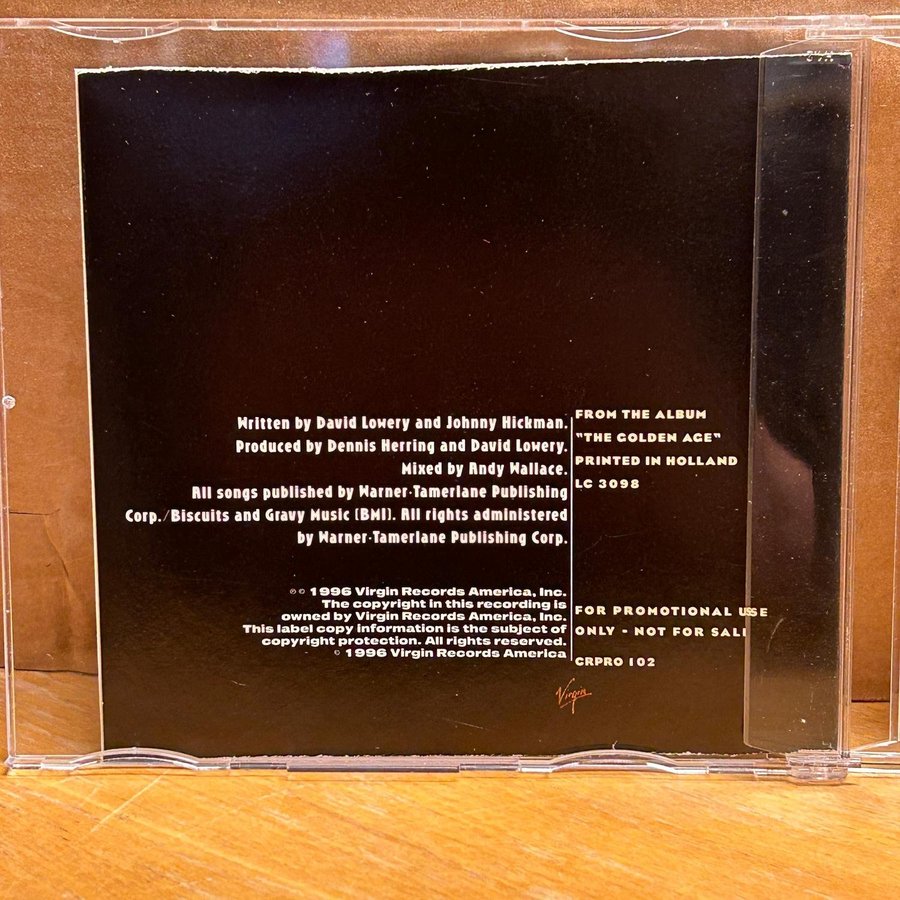 Written by David Lowery and Johnny Hickman.
Produced by Dennis Herring and David Lowery.
Mixed by Andy Wallace.
All songs published by Warner-Tamerlane Publishing
Corp./Biscuits and Gravy Music (BMI). All rights administered
by Warner-Tamerlane Publishing Corp.
℗© 1996 Virgin Records America, Inc.
The copyright in this recording is
owned by Virgin Records America, Inc.
This label copy information is the subject of
copyright protection. All rights reserved.
© 1996 Virgin Records America
FROM THE ALBUM
"THE GOLDEN AGE"
PRINTED IN HOLLAND
LC 3098
FOR PROMOTIONAL USE
ONLY - NOT FOR SALE
CRPRO 102
Virgin